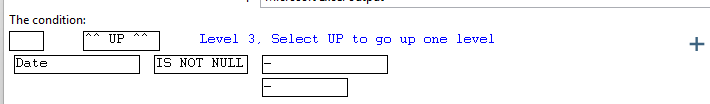 The condition:
^^ UP ^^ Level 3, Select UP to go up one level
Date IS NOT NULL –
–